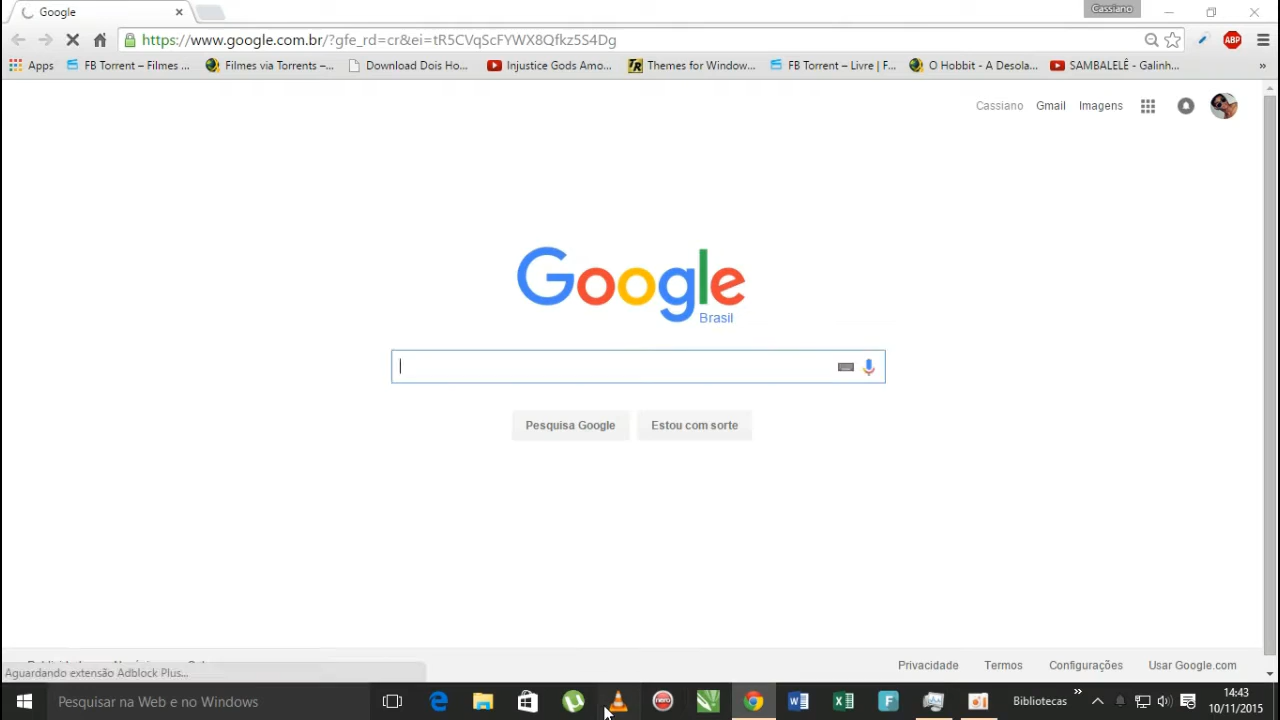 Google
Cassiano
https://www.google.com.br/?gfe_rd=cr&ei=tR5CVqScFYWX8Qfkz5S4Dg
ABP
Apps FB Torrent – Filmes ... Filmes via Torrents –... Download Dois Ho... Injustice Gods Amo... TR Themes for Window... FB Torrent – Livre | F... O Hobbit - A Desola... SAMBALELÊ - Galinh... »
Cassiano Gmail Imagens
Google
Brasil
Pesquisa Google Estou com sorte
Aguardando extensão Adblock Plus...
Privacidade Termos Configurações Usar Google.com
Pesquisar na Web e no Windows
nero
Bibliotecas »
14:43
10/11/2015